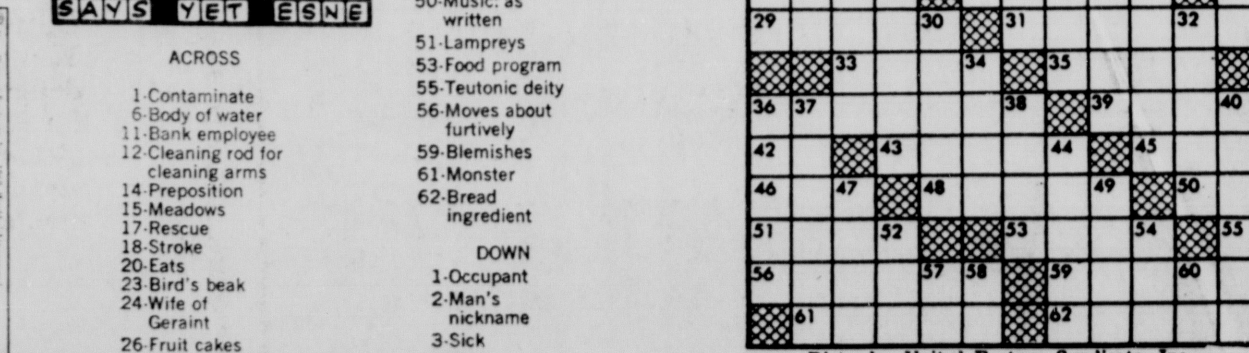 SAYS YET ESNE
ACROSS
1-Contaminate
6-Body of water
11-Bank employee
12-Cleaning rod for
cleaning arms
14-Preposition
15-Meadows
17-Rescue
18-Stroke
20-Eats
23-Bird's beak
24-Wife of
Geraint
26-Fruit cakes
50-Music: as
written
51-Lampreys
53-Food program
55-Teutonic deity
56-Moves about
furtively
59-Blemishes
61-Monster
62-Bread
ingredient
DOWN
1-Occupant
2-Man's
nickname
3-Sick
29 30 31 32
33 34 35
36 37 38 39 40
42 43 44 45
46 47 48 49 50
51 52 53 54 55
56 57 58 59 60
61 62